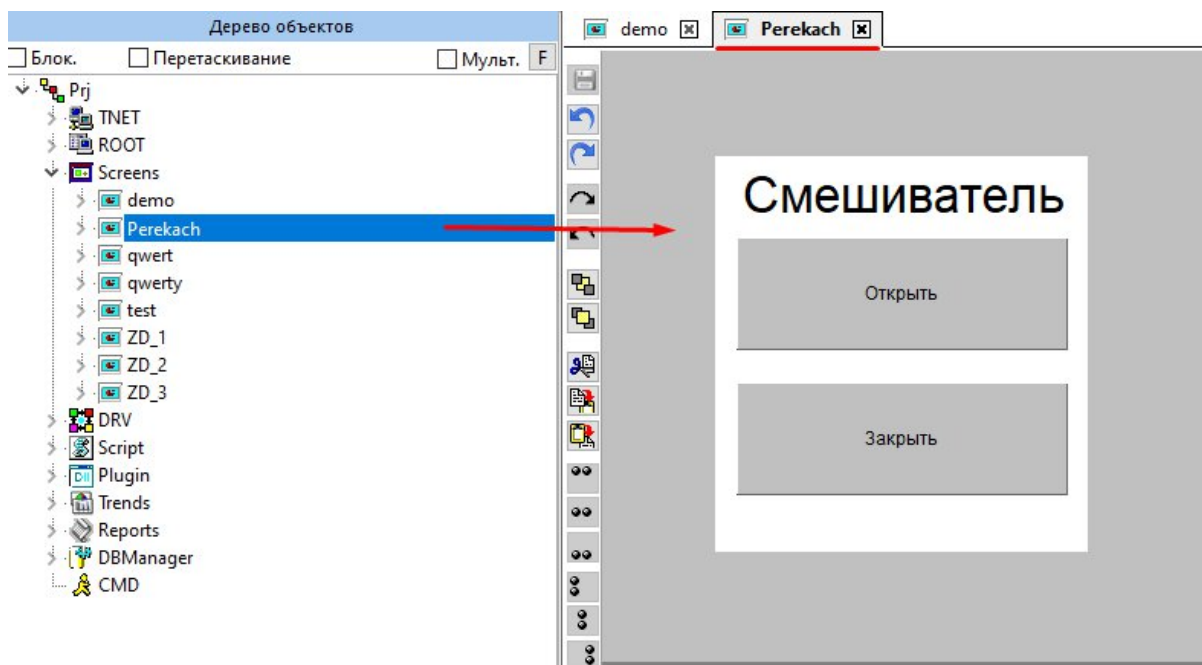 Дерево объектов
Блок. Перетаскивание Мульт. F
Prj
TNET
ROOT
Screens
demo
Perekach
qwert
qwerty
test
ZD_1
ZD_2
ZD_3
DRV
Script
Plugin
Trends
Reports
DBManager
CMD
demo Perekach
Смешиватель
Открыть
Закрыть